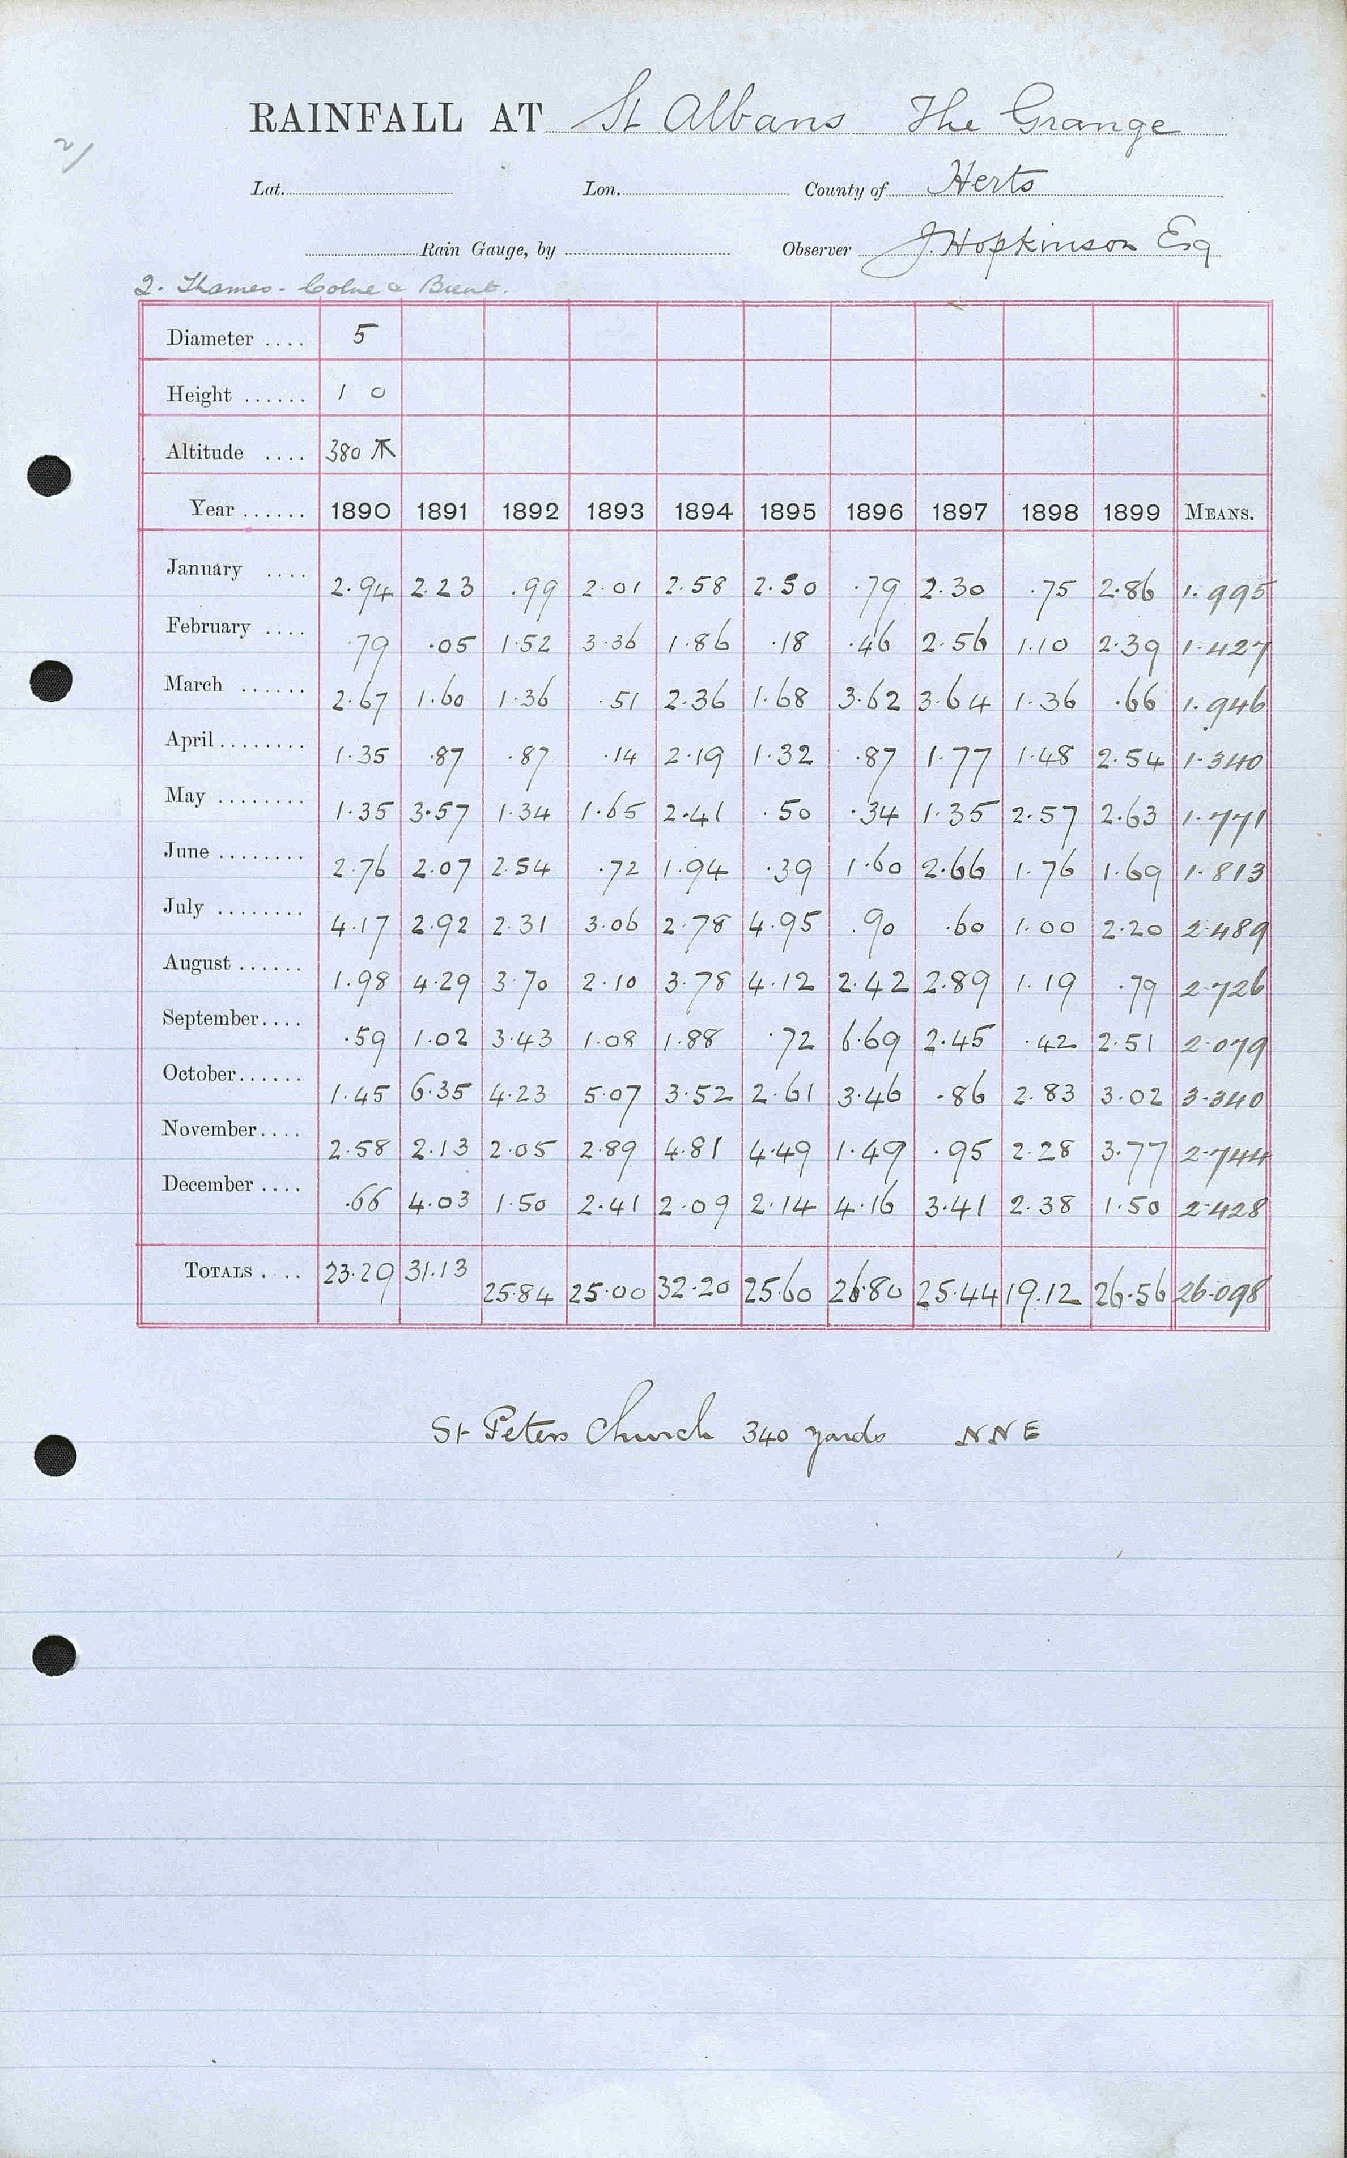 RAINFALL AT St Albans The Grange
2/
Lat. Lon. County of Herts
Rain Gauge, by Observer J. Hopkinson Esq
2. Thames. Colne & Brent.
Diameter .... 5
Height ...... 1 0
Altitude .... 380
Year ...... 1890 1891 1892 1893 1894 1895 1896 1897 1898 1899 MEANS.
January .... 2.94 2.23 .99 2.01 2.58 2.50 .79 2.30 .75 2.86 1.995
February .... .79 .05 1.52 3.36 1.86 .18 .46 2.56 1.10 2.39 1.427
March ...... 2.67 1.60 1.36 .51 2.36 1.68 3.62 3.64 1.36 .66 1.946
April ........ 1.35 .87 .87 .14 2.19 1.32 .87 1.77 1.48 2.54 1.340
May ........ 1.35 3.57 1.34 1.65 2.41 .50 .34 1.35 2.57 2.63 1.771
June ........ 2.76 2.07 2.54 .72 1.94 .39 1.60 2.66 1.76 1.69 1.813
July ........ 4.17 2.92 2.31 3.06 2.78 4.95 .90 .60 1.00 2.20 2.489
August ...... 1.98 4.29 3.70 2.10 3.78 4.12 2.42 2.89 1.19 .79 2.726
September .... .59 1.02 3.43 1.08 1.88 .72 6.69 2.45 .42 2.51 2.079
October ...... 1.45 6.35 4.23 5.07 3.52 2.61 3.46 .86 2.83 3.02 3.340
November .... 2.58 2.13 2.05 2.89 4.81 4.49 1.49 .95 2.28 3.77 2.744
December .... .66 4.03 1.50 2.41 2.09 2.14 4.16 3.41 2.38 1.50 2.428
TOTALS .... 23.29 31.13 25.84 25.00 32.20 25.60 26.80 25.44 19.12 26.56 26.098
St Peters Church 340 yards NNE